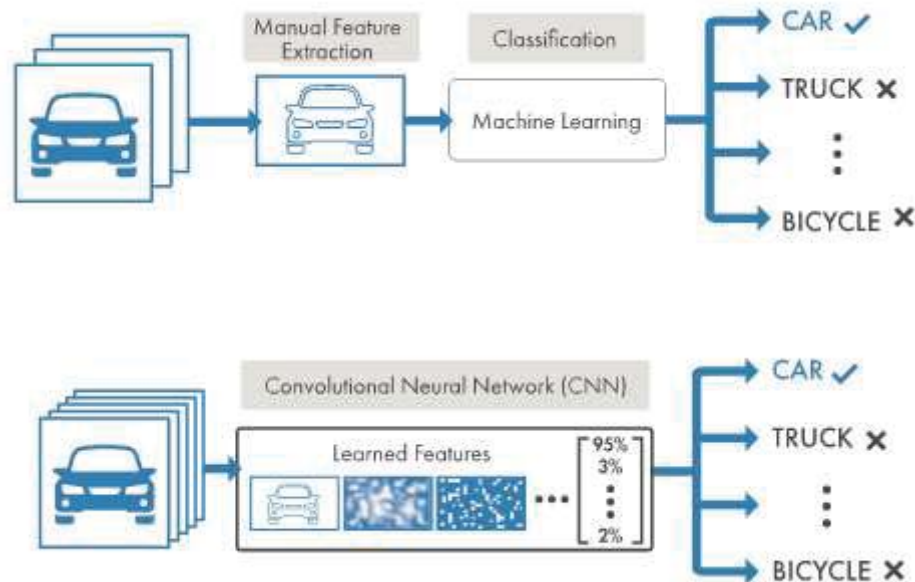 Manual Feature
Extraction
Classification
Machine Learning
CAR
TRUCK
BICYCLE
Convolutional Neural Network (CNN)
Learned Features
95%
3%
2%
CAR
TRUCK
BICYCLE